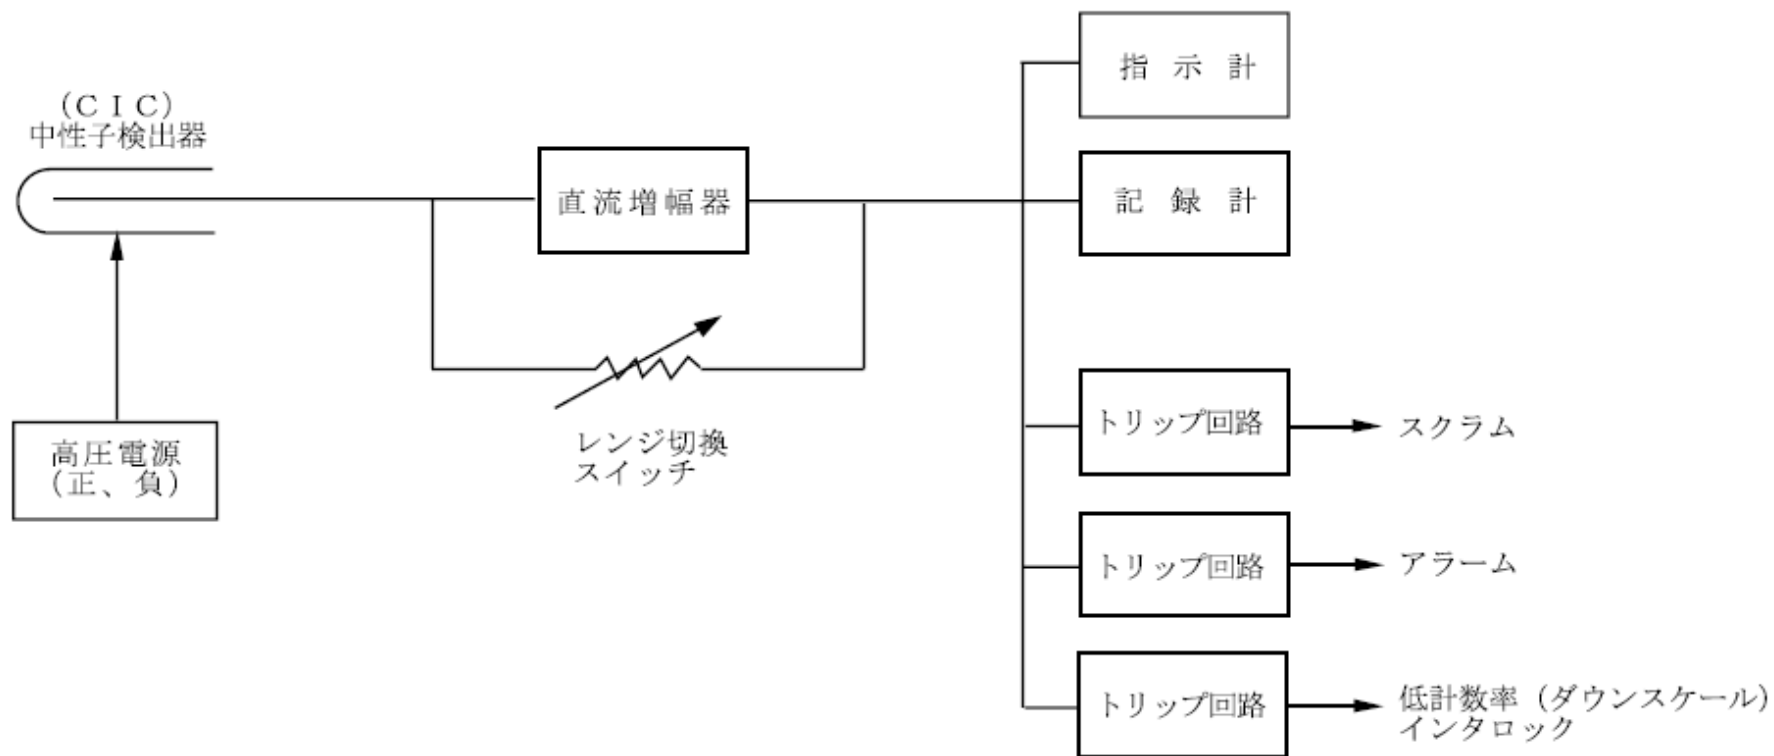 (CIC)
中性子検出器
高圧電源
(正、負)
直流増幅器
レンジ切換
スイッチ
指示計
記録計
トリップ回路
スクラム
トリップ回路
アラーム
トリップ回路
低計数率 (ダウンスケール)
インタロック